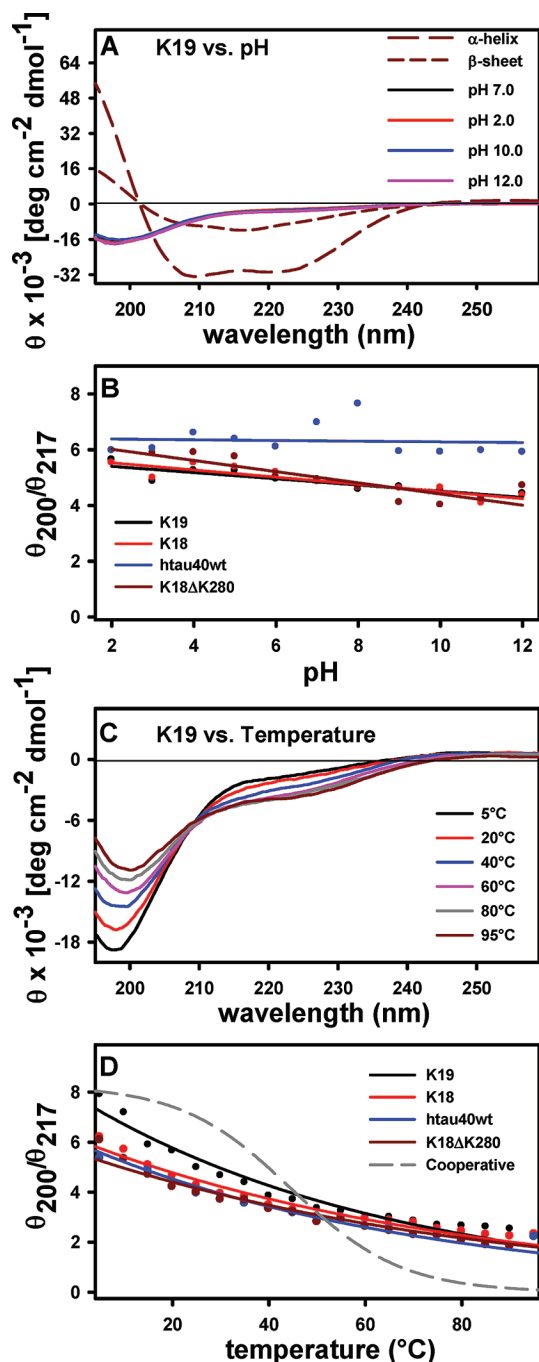 A K19 vs. pH
α-helix
β-sheet
pH 7.0
pH 2.0
pH 10.0
pH 12.0
64
48
32
16
0
-16
-32
θ x 10-3 [deg cm-2 dmol-1]
200 210 220 230 240 250
wavelength (nm)
B
8
6
4
2
0
θ200/θ217
K19
K18
htau40wt
K18ΔK280
2 4 6 8 10 12
pH
C K19 vs. Temperature
0
-6
-12
-18
θ x 10-3 [deg cm-2 dmol-1]
5°C
20°C
40°C
60°C
80°C
95°C
200 210 220 230 240 250
wavelength (nm)
D
8
6
4
2
0
θ200/θ217
K19
K18
htau40wt
K18ΔK280
Cooperative
20 40 60 80
temperature (°C)